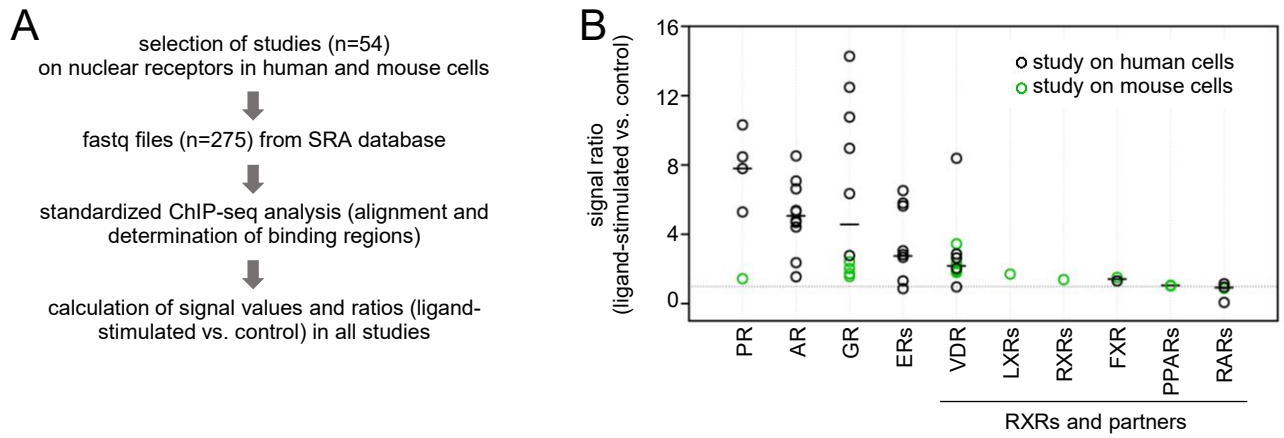 A
selection of studies (n=54)
on nuclear receptors in human and mouse cells
fastq files (n=275) from SRA database
standardized ChIP-seq analysis (alignment and
determination of binding regions)
calculation of signal values and ratios (ligand-
stimulated vs. control) in all studies
B
signal ratio
(ligand-stimulated vs. control)
16
12
8
4
0
study on human cells
study on mouse cells
PR
AR
GR
ERs
VDR
LXRs
RXRs
FXR
PPARs
RARs
RXRs and partners